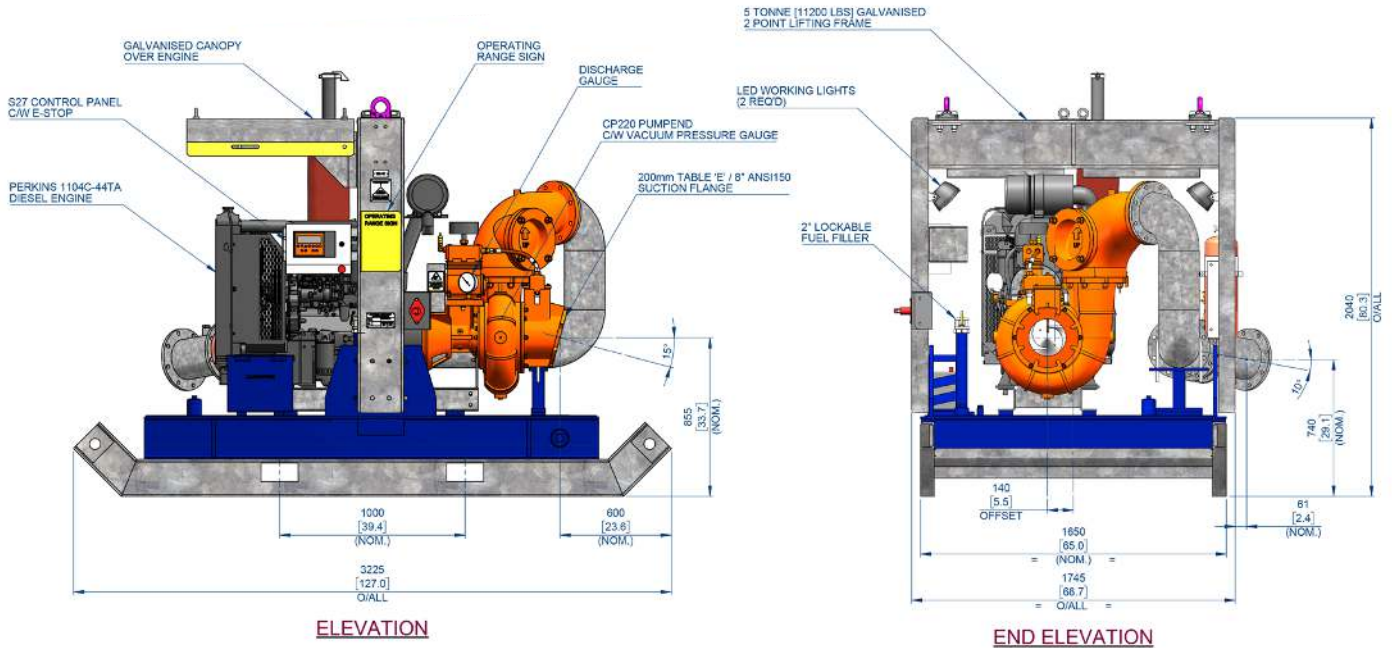 GALVANISED CANOPY
OVER ENGINE
OPERATING
RANGE SIGN
DISCHARGE
GAUGE
S27 CONTROL PANEL
C/W E-STOP
CP220 PUMPEND
C/W VACUUM PRESSURE GAUGE
PERKINS 1104C-44TA
DIESEL ENGINE
200mm TABLE 'E' / 8" ANSI150
SUCTION FLANGE
OPERATING
RANGE SIGN
UP
15°
855
[33.7]
(NOM.)
1000
[39.4]
(NOM.)
600
[23.6]
(NOM.)
3225
[127.0]
O/ALL
ELEVATION
5 TONNE [11200 LBS] GALVANISED
2 POINT LIFTING FRAME
LED WORKING LIGHTS
(2 REQ'D)
2" LOCKABLE
FUEL FILLER
UP
2040
[80.3]
O/ALL
10°
740
[29.1]
(NOM.)
140
[5.5]
OFFSET
61
[2.4]
(NOM.)
1650
[65.0]
= (NOM.) =
1745
[68.7]
= O/ALL =
END ELEVATION